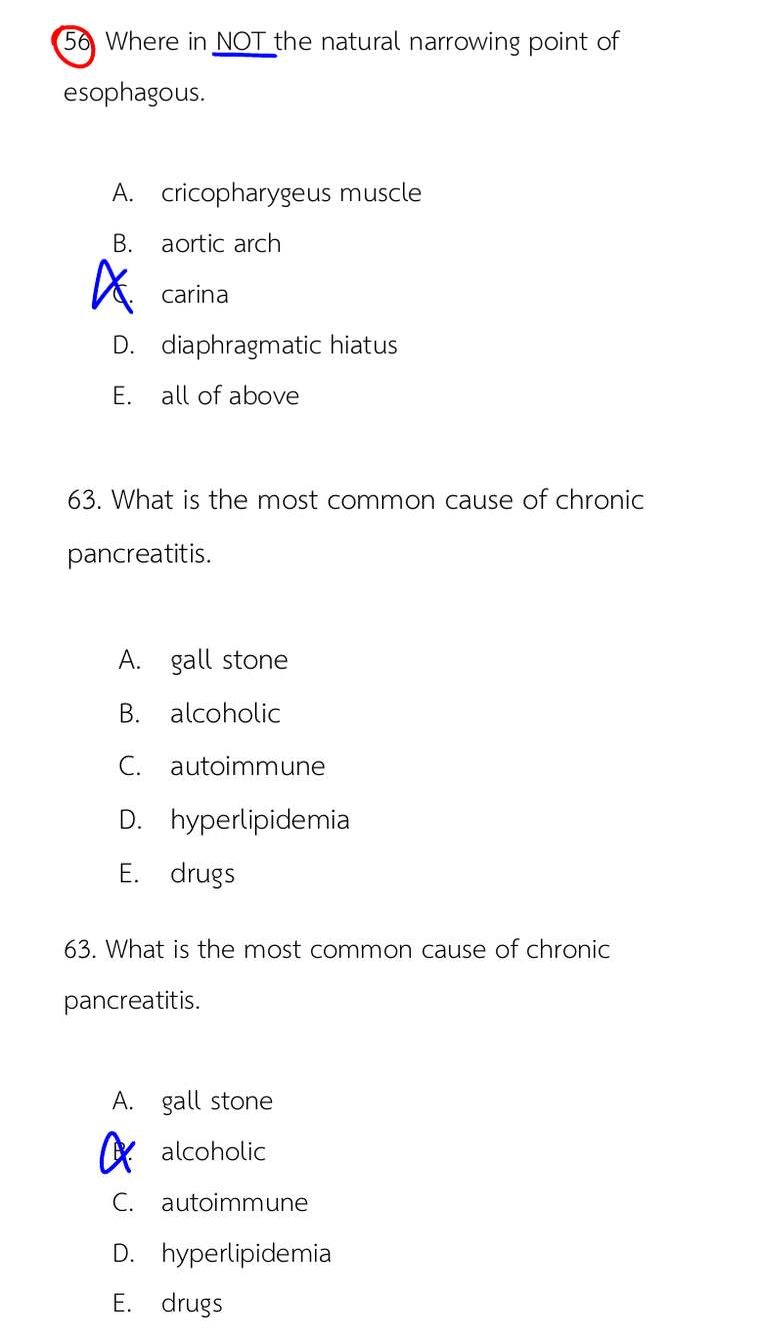 56. Where in NOT the natural narrowing point of
esophagous.
A. cricopharygeus muscle
B. aortic arch
C. carina
D. diaphragmatic hiatus
E. all of above
63. What is the most common cause of chronic
pancreatitis.
A. gall stone
B. alcoholic
C. autoimmune
D. hyperlipidemia
E. drugs
63. What is the most common cause of chronic
pancreatitis.
A. gall stone
B. alcoholic
C. autoimmune
D. hyperlipidemia
E. drugs